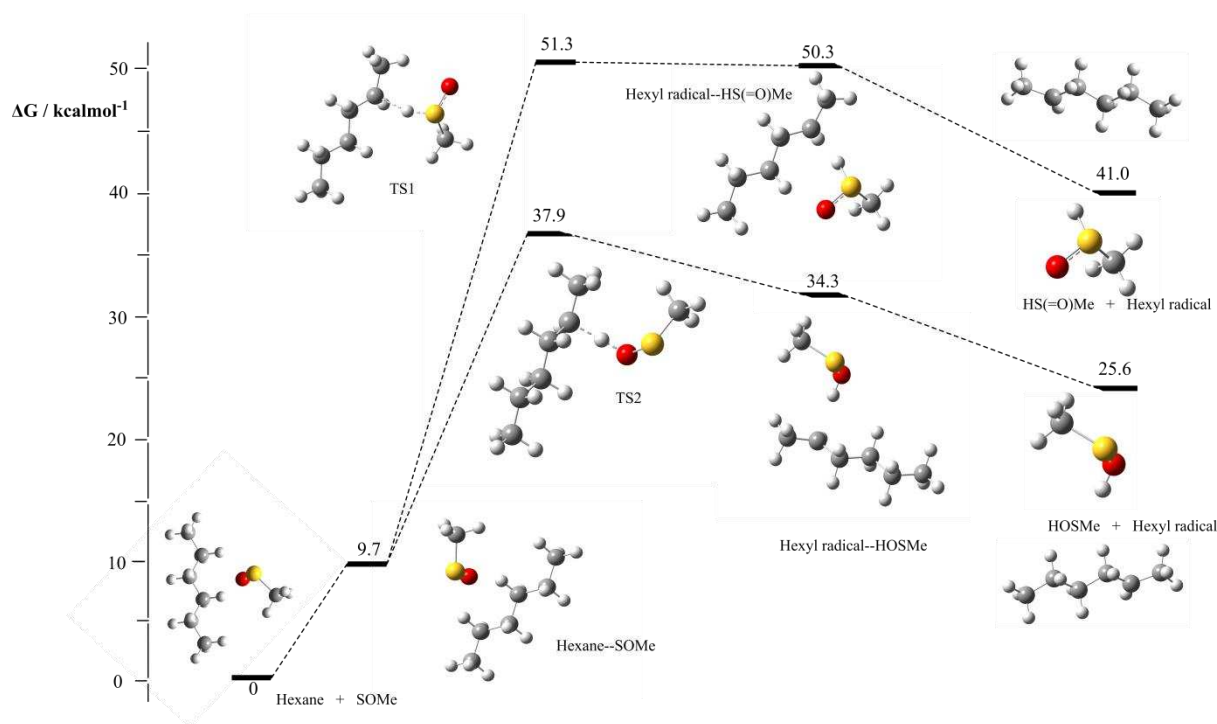 51.3
50.3
50
ΔG / kcalmol-1
Hexyl radical--HS(=O)Me
TS1
41.0
40
37.9
34.3
HS(=O)Me + Hexyl radical
30
25.6
TS2
20
HOSMe + Hexyl radical
Hexyl radical--HOSMe
9.7
10
Hexane--SOMe
0
0
Hexane + SOMe